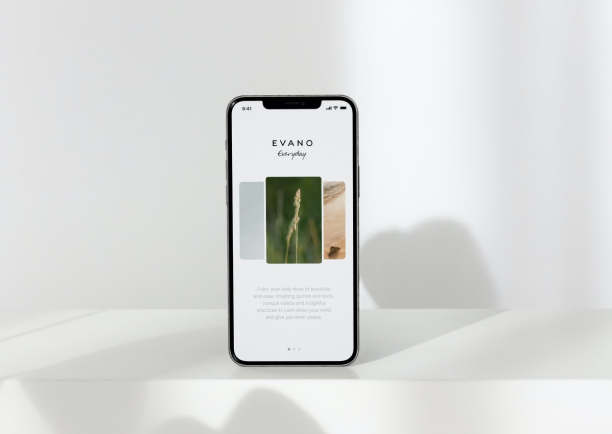 9:41
EVANO
Everyday
Enjoy your daily dose of positivity
and ease. Inspiring quotes and texts,
tranquil videos and insightful
practices to calm down your mind
and give you inner peace.